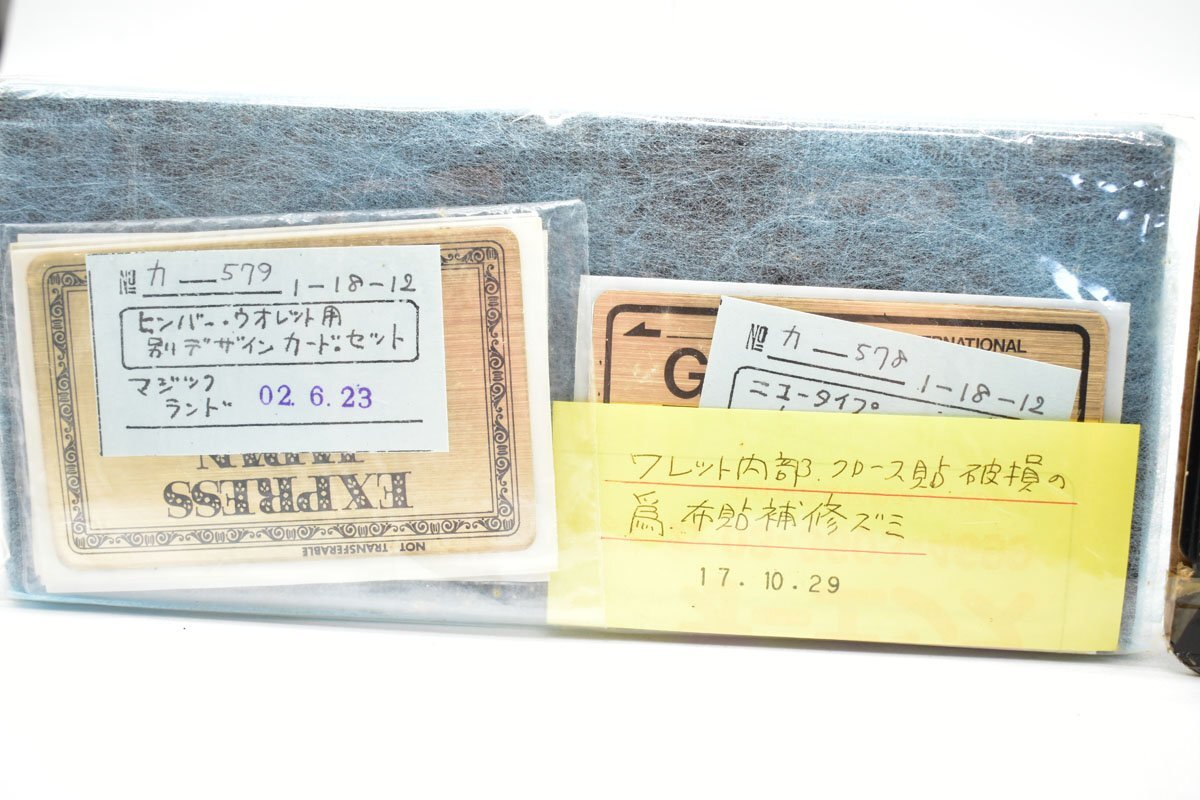 № カ—579
1-18-12
ヒンバー・ウオレット用
別リデザインカード・セット
マジック
ランド 02.6.23
EXPRESS
NOT TRANSFERABLE
INTERNATIONAL
G
№ カ—578
1-18-12
ニュータイプ
ワレット内部.クロース貼.破損の
爲.布貼補修ズミ
17.10.29